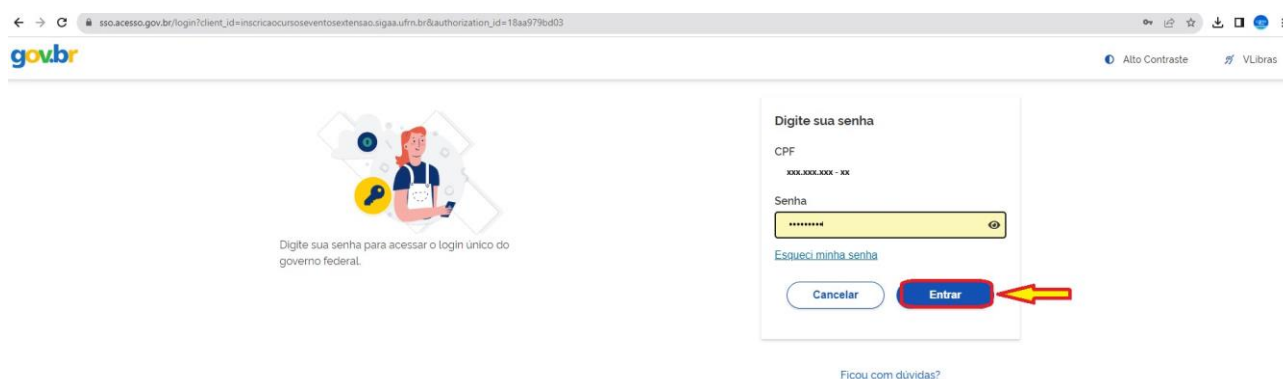 sso.acesso.gov.br/login?client_id=inscricaocursoseventosextensao.sigaa.ufrn.br&authorization_id=18aa979bd03
gov.br
Alto Contraste
VLibras
Digite sua senha para acessar o login único do
governo federal.
Digite sua senha
CPF
xxx.xxx.xxx - xx
Senha
•••••••••
Esqueci minha senha
Cancelar
Entrar
Ficou com dúvidas?